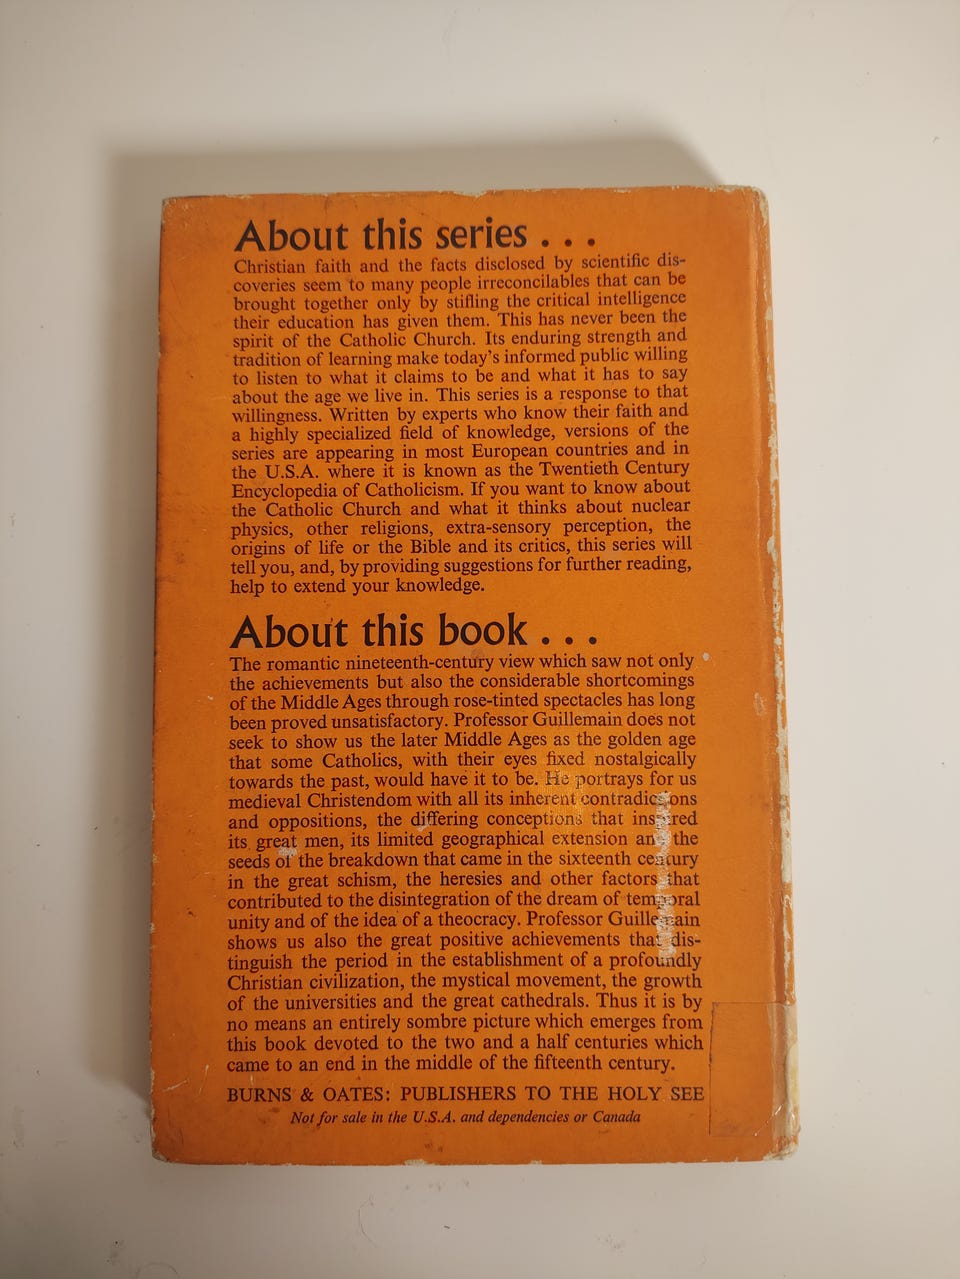 About this series . . .
Christian faith and the facts disclosed by scientific dis-
coveries seem to many people irreconcilables that can be
brought together only by stifling the critical intelligence
their education has given them. This has never been the
spirit of the Catholic Church. Its enduring strength and
tradition of learning make today's informed public willing
to listen to what it claims to be and what it has to say
about the age we live in. This series is a response to that
willingness. Written by experts who know their faith and
a highly specialized field of knowledge, versions of the
series are appearing in most European countries and in
the U.S.A. where it is known as the Twentieth Century
Encyclopedia of Catholicism. If you want to know about
the Catholic Church and what it thinks about nuclear
physics, other religions, extra-sensory perception, the
origins of life or the Bible and its critics, this series will
tell you, and, by providing suggestions for further reading,
help to extend your knowledge.
About this book . . .
The romantic nineteenth-century view which saw not only
the achievements but also the considerable shortcomings
of the Middle Ages through rose-tinted spectacles has long
been proved unsatisfactory. Professor Guillemain does not
seek to show us the later Middle Ages as the golden age
that some Catholics, with their eyes fixed nostalgically
towards the past, would have it to be. He portrays for us
medieval Christendom with all its inherent contradictions
and oppositions, the differing conceptions that inspired
its great men, its limited geographical extension and the
seeds of the breakdown that came in the sixteenth century
in the great schism, the heresies and other factors that
contributed to the disintegration of the dream of temporal
unity and of the idea of a theocracy. Professor Guillemain
shows us also the great positive achievements that dis-
tinguish the period in the establishment of a profoundly
Christian civilization, the mystical movement, the growth
of the universities and the great cathedrals. Thus it is by
no means an entirely sombre picture which emerges from
this book devoted to the two and a half centuries which
came to an end in the middle of the fifteenth century.
BURNS & OATES: PUBLISHERS TO THE HOLY SEE
Not for sale in the U.S.A. and dependencies or Canada